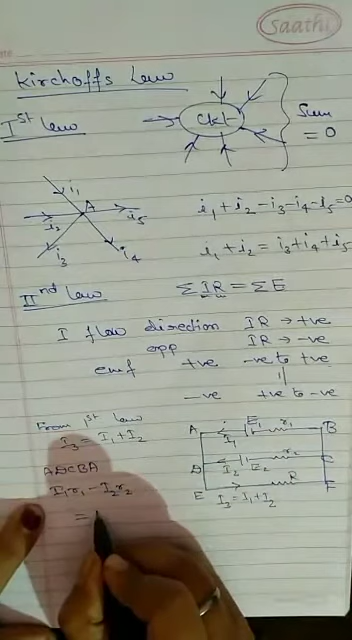 Saathi
Kirchoffs Law
Ist law
Ckt
Sum = 0
i1 A i2 i5 i3 i4
i1 + i2 - i3 - i4 - i5 = 0
i1 + i2 = i3 + i4 + i5
IInd law ΣIR = ΣE
I flow direction IR → +ve
opp IR → -ve
emf +ve -ve to +ve
-ve +ve to -ve
From 1st law
I3 = I1 + I2
ADCBA
I1r1 - I2r2
=
A I1 E1 r1 B
D I2 E2 r2 C
E R F
I3 = I1 + I2